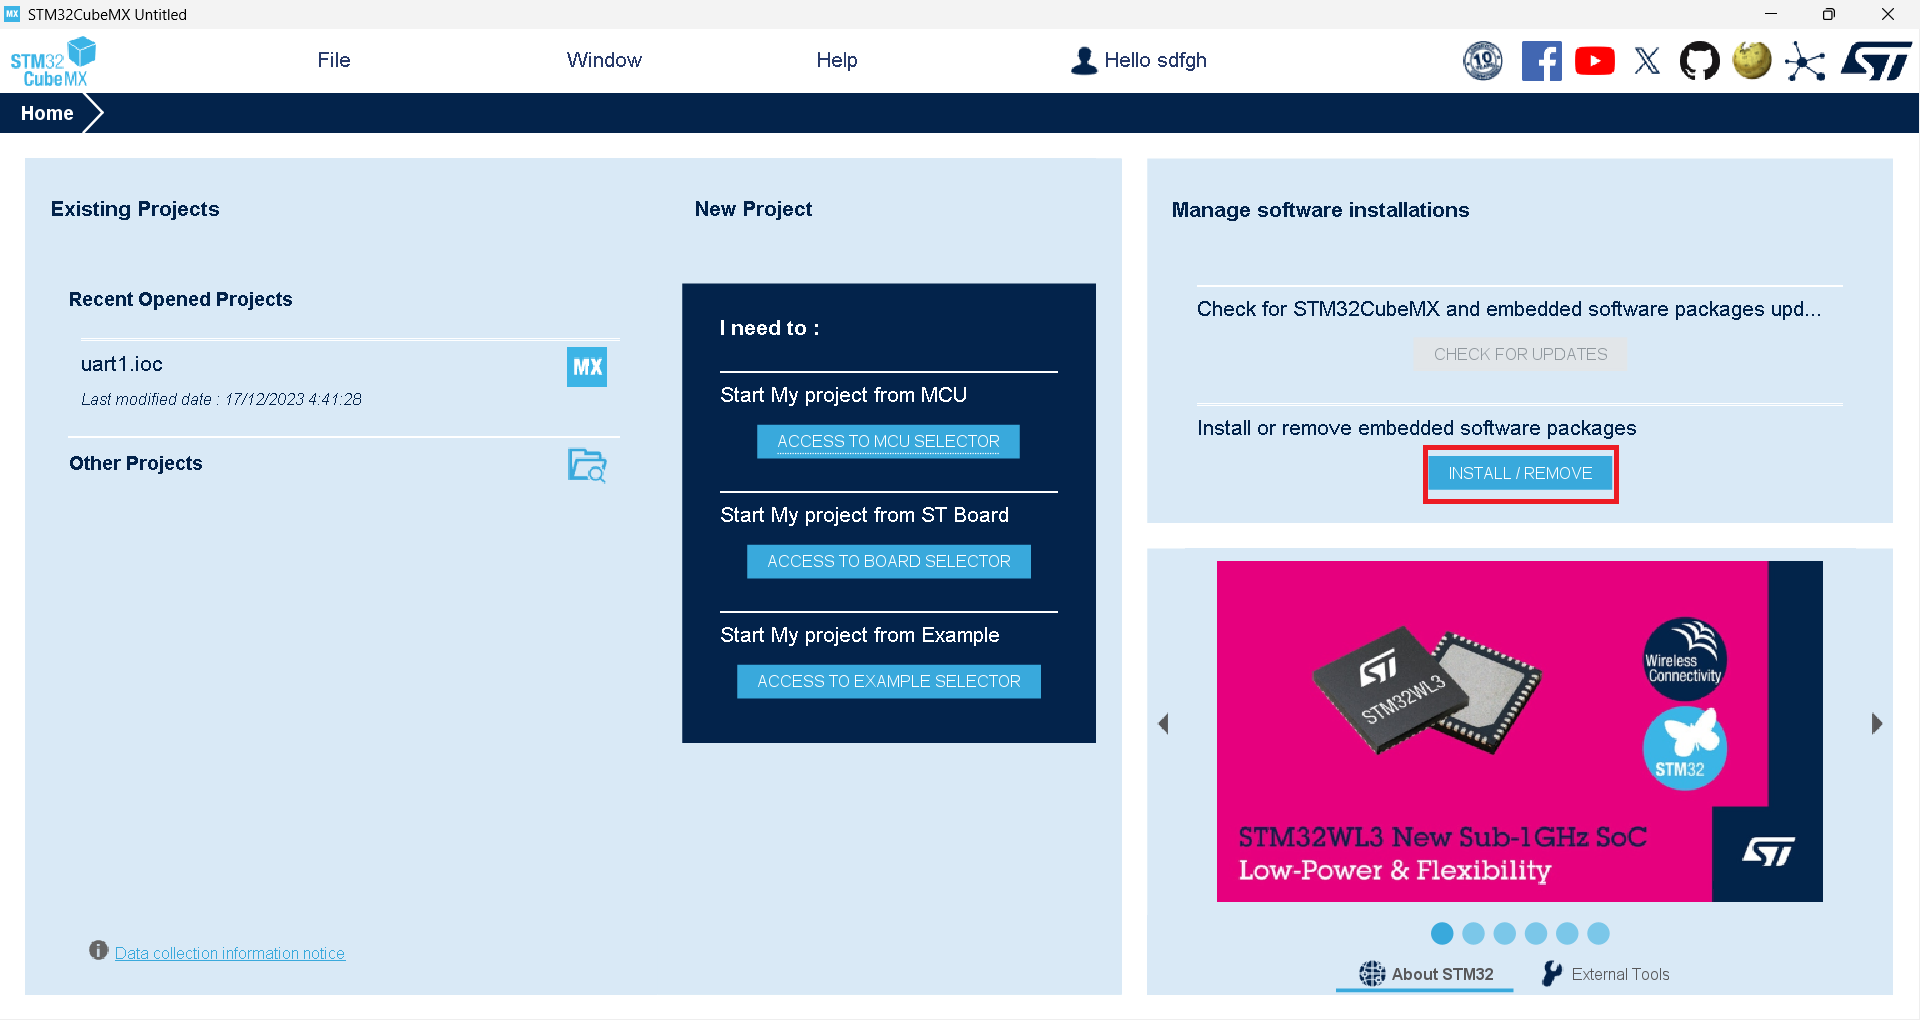 MX STM32CubeMX Untitled
STM32
CubeMX
File
Window
Help
Hello sdfgh
10
Home
Existing Projects
Recent Opened Projects
uart1.ioc
MX
Last modified date : 17/12/2023 4:41:28
Other Projects
Data collection information notice
New Project
I need to :
Start My project from MCU
ACCESS TO MCU SELECTOR
Start My project from ST Board
ACCESS TO BOARD SELECTOR
Start My project from Example
ACCESS TO EXAMPLE SELECTOR
Manage software installations
Check for STM32CubeMX and embedded software packages upd...
CHECK FOR UPDATES
Install or remove embedded software packages
INSTALL / REMOVE
ST
STM32WL3
Wireless
Connectivity
STM32
STM32WL3 New Sub-1GHz SoC
Low-Power & Flexibility
ST
About STM32
External Tools